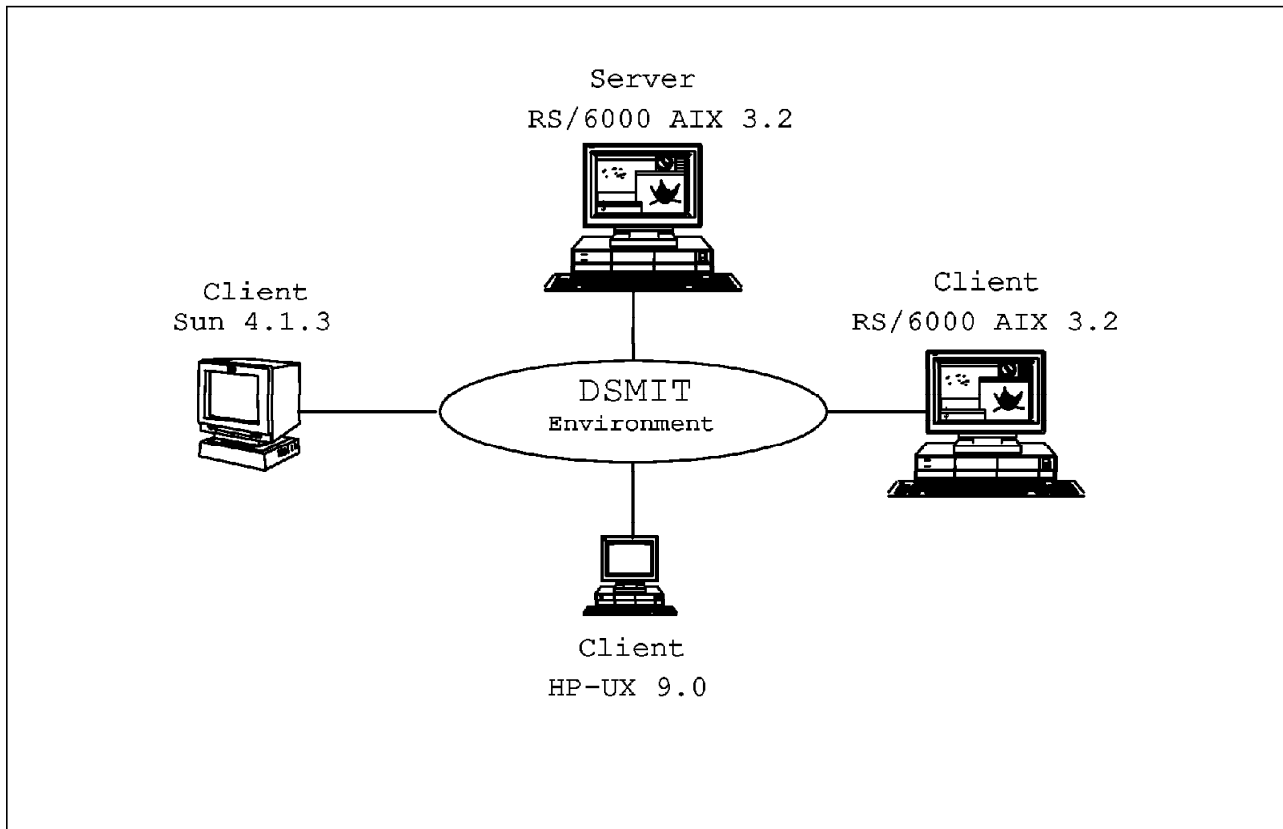 Server
RS/6000 AIX 3.2
Client
Sun 4.1.3
Client
RS/6000 AIX 3.2
DSMIT
Environment
Client
HP-UX 9.0